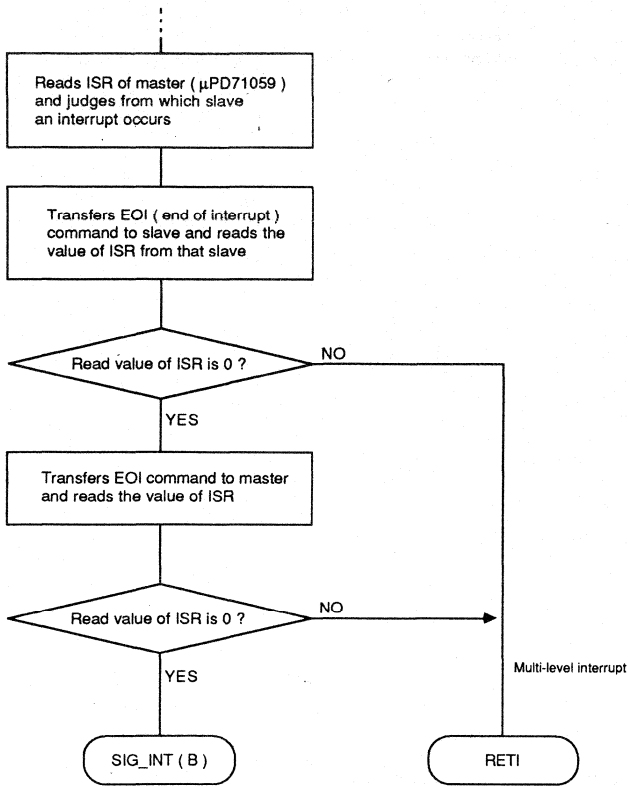 Reads ISR of master ( µPD71059 )
and judges from which slave
an interrupt occurs
Transfers EOI ( end of interrupt )
command to slave and reads the
value of ISR from that slave
Read value of ISR is 0 ?
NO
YES
Transfers EOI command to master
and reads the value of ISR
Read value of ISR is 0 ?
NO
YES
Multi-level interrupt
SIG_INT ( B )
RETI